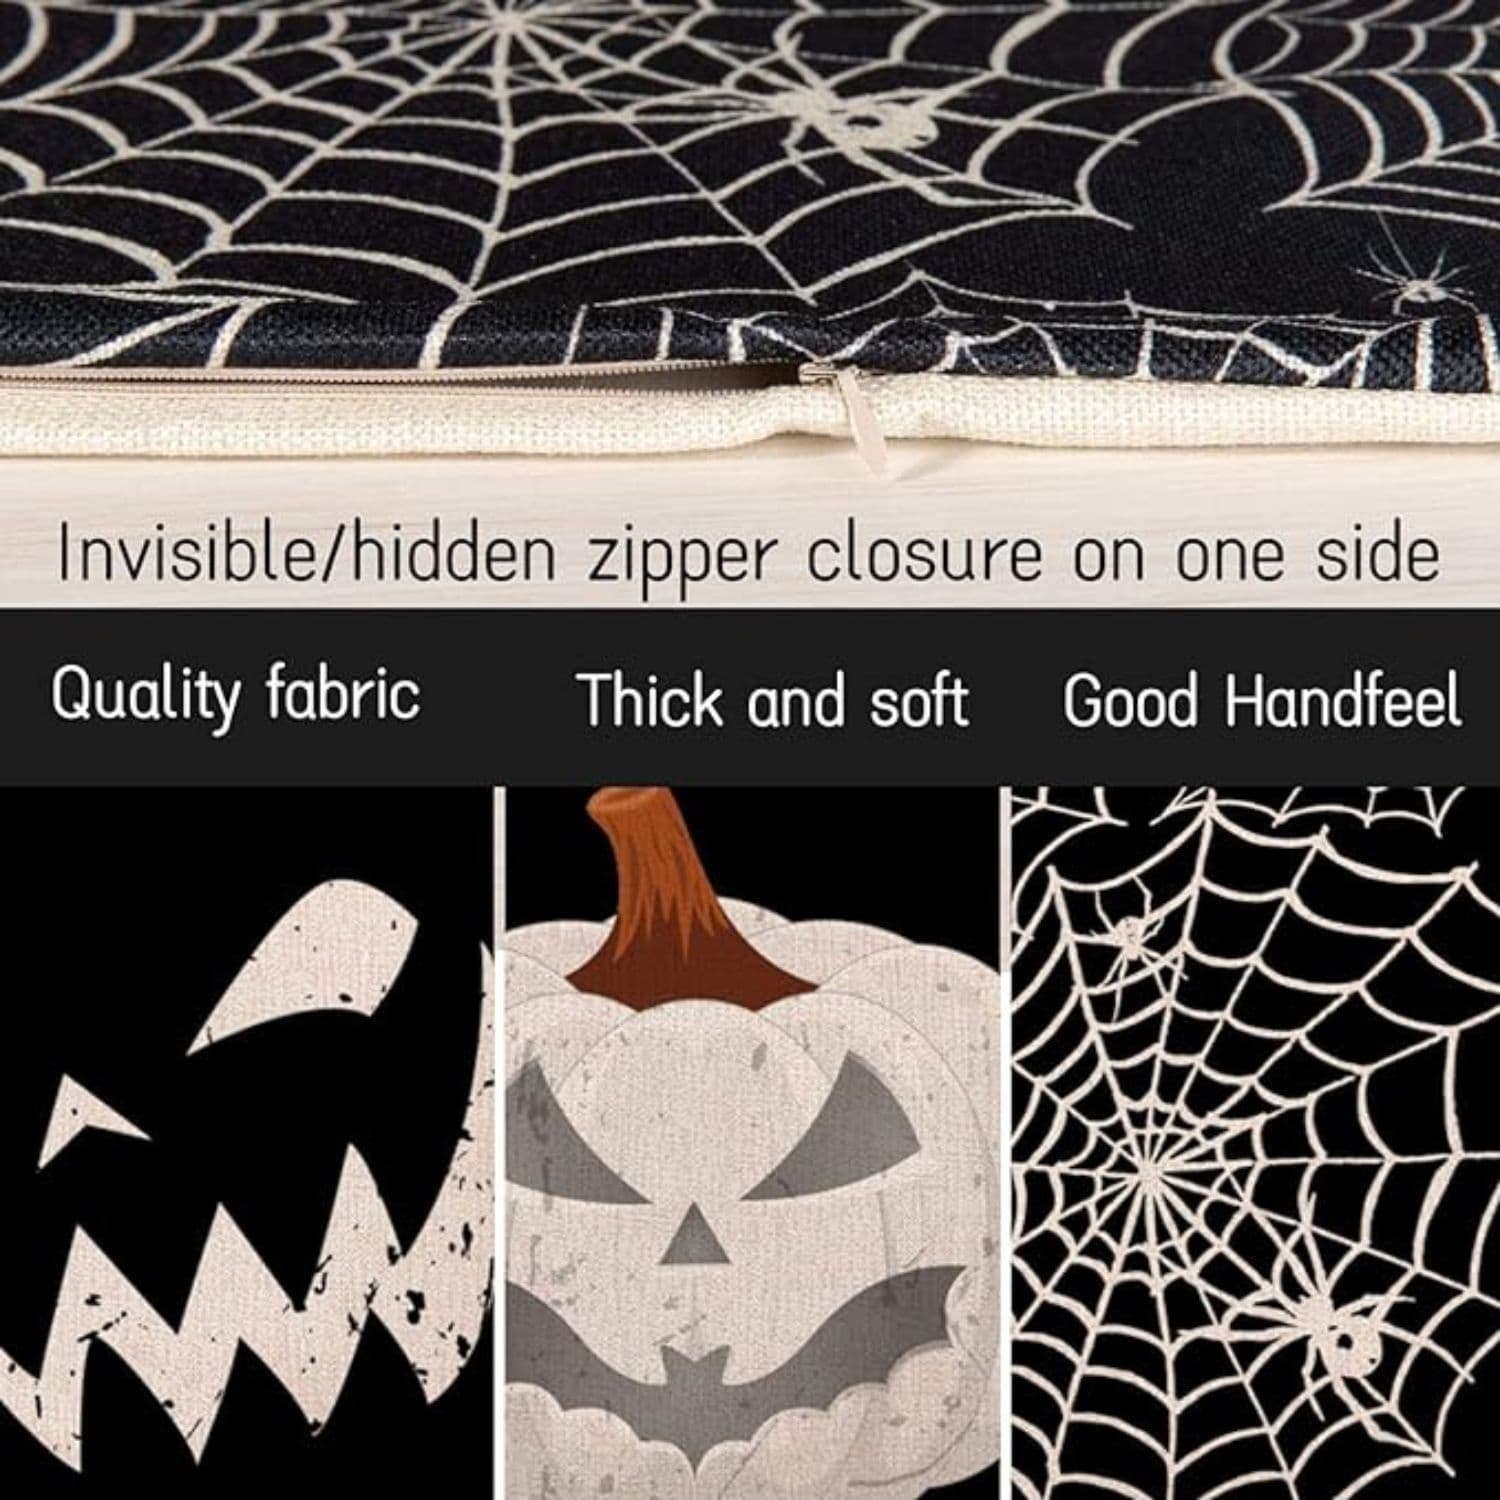 Invisible/hidden zipper closure on one side
Quality fabric
Thick and soft
Good Handfeel